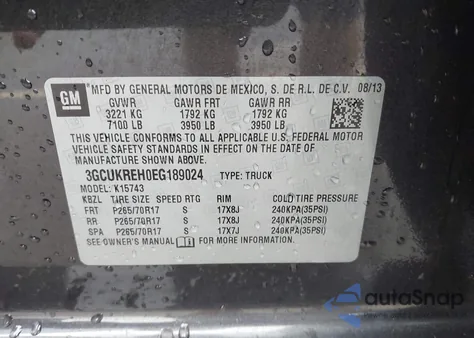 GM
MFD BY GENERAL MOTORS DE MEXICO, S. DE R.L. DE C.V. 08/13
GVWR GAWR FRT GAWR RR
3221 KG 1792 KG 1792 KG
7100 LB 3950 LB 3950 LB
THIS VEHICLE CONFORMS TO ALL APPLICABLE U.S. FEDERAL MOTOR
VEHICLE SAFETY STANDARDS IN EFFECT ON THE DATE OF
MANUFACTURE SHOWN ABOVE.
3GCUKREH0EG189024 TYPE: TRUCK
MODEL: K15743
KBZL TIRE SIZE SPEED RTG RIM COLD TIRE PRESSURE
FRT P265/70R17 S 17X8J 240KPA(35PSI)
RR P265/70R17 S 17X8J 240KPA(35PSI)
SPA P265/70R17 S 17X7J 240KPA(35PSI)
SEE OWNER'S MANUAL FOR MORE INFORMATION.
autoSnap